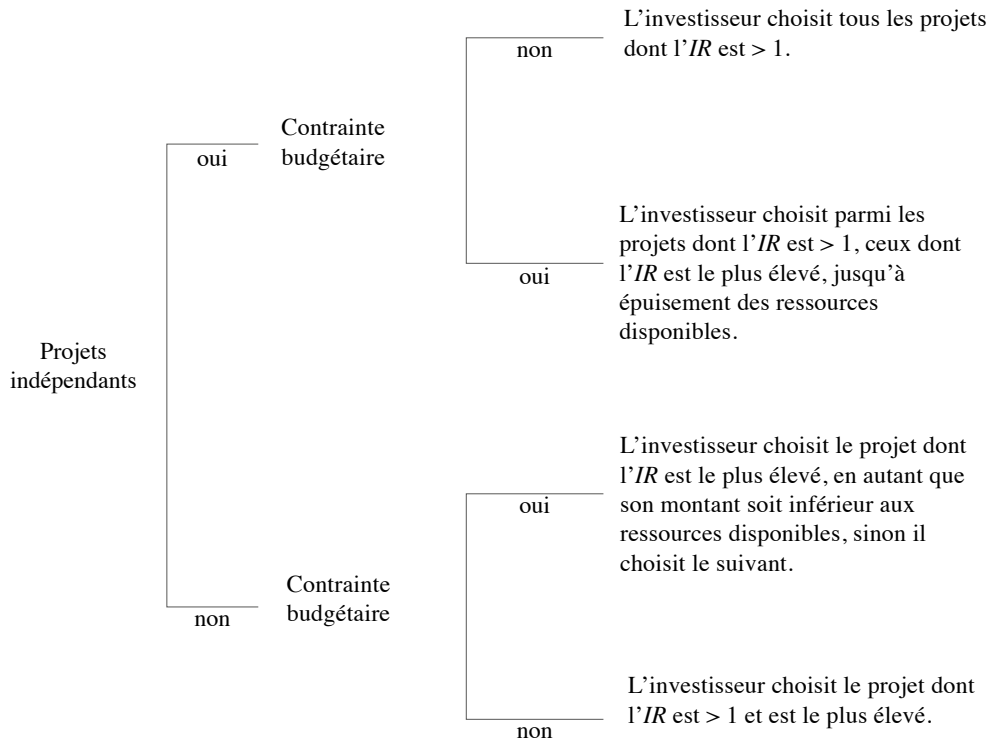 L’investisseur choisit tous les projets
dont l’IR est > 1.
non
Contrainte
budgétaire
oui
L’investisseur choisit parmi les
projets dont l’IR est > 1, ceux dont
l’IR est le plus élevé, jusqu’à
épuisement des ressources
disponibles.
oui
Projets
indépendants
L’investisseur choisit le projet dont
l’IR est le plus élevé, en autant que
son montant soit inférieur aux
ressources disponibles, sinon il
choisit le suivant.
oui
Contrainte
budgétaire
non
L’investisseur choisit le projet dont
l’IR est > 1 et est le plus élevé.
non